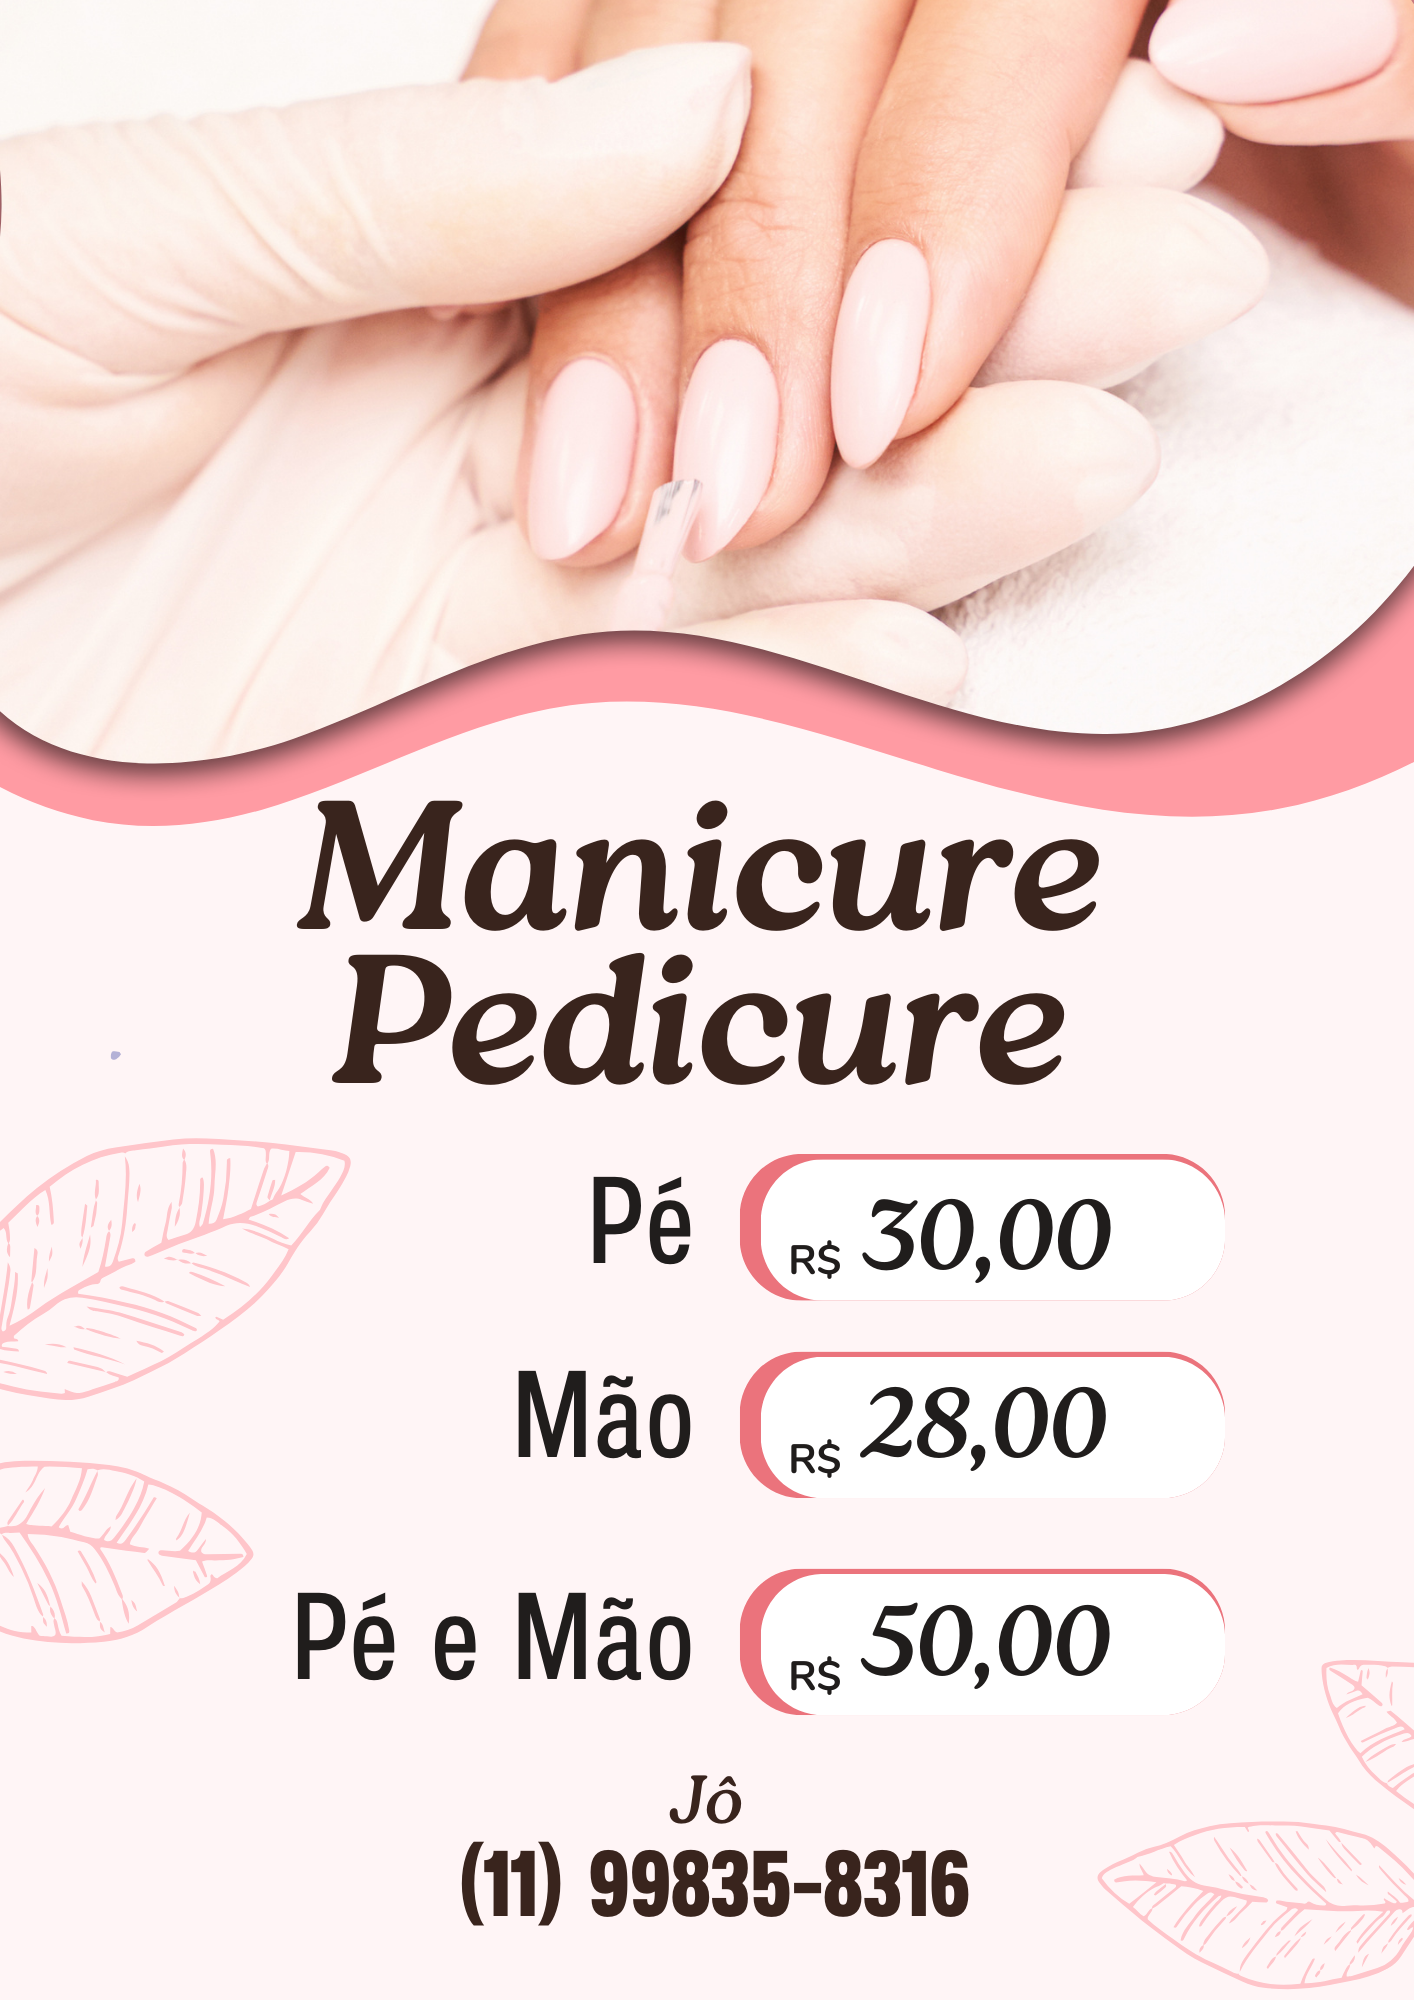 Manicure
Pedicure
Pé R$ 30,00
Mão R$ 28,00
Pé e Mão R$ 50,00
Jô
(11) 99835-8316